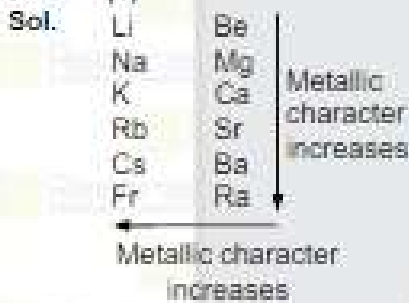 Sol. Li Be
Na Mg
K Ca
Rb Sr
Cs Ba
Fr Ra
Metallic
character
increases
Metallic character
increases